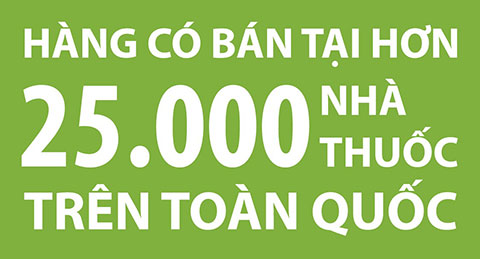 HÀNG CÓ BÁN TẠI HƠN
25.000 NHÀ THUỐC
TRÊN TOÀN QUỐC